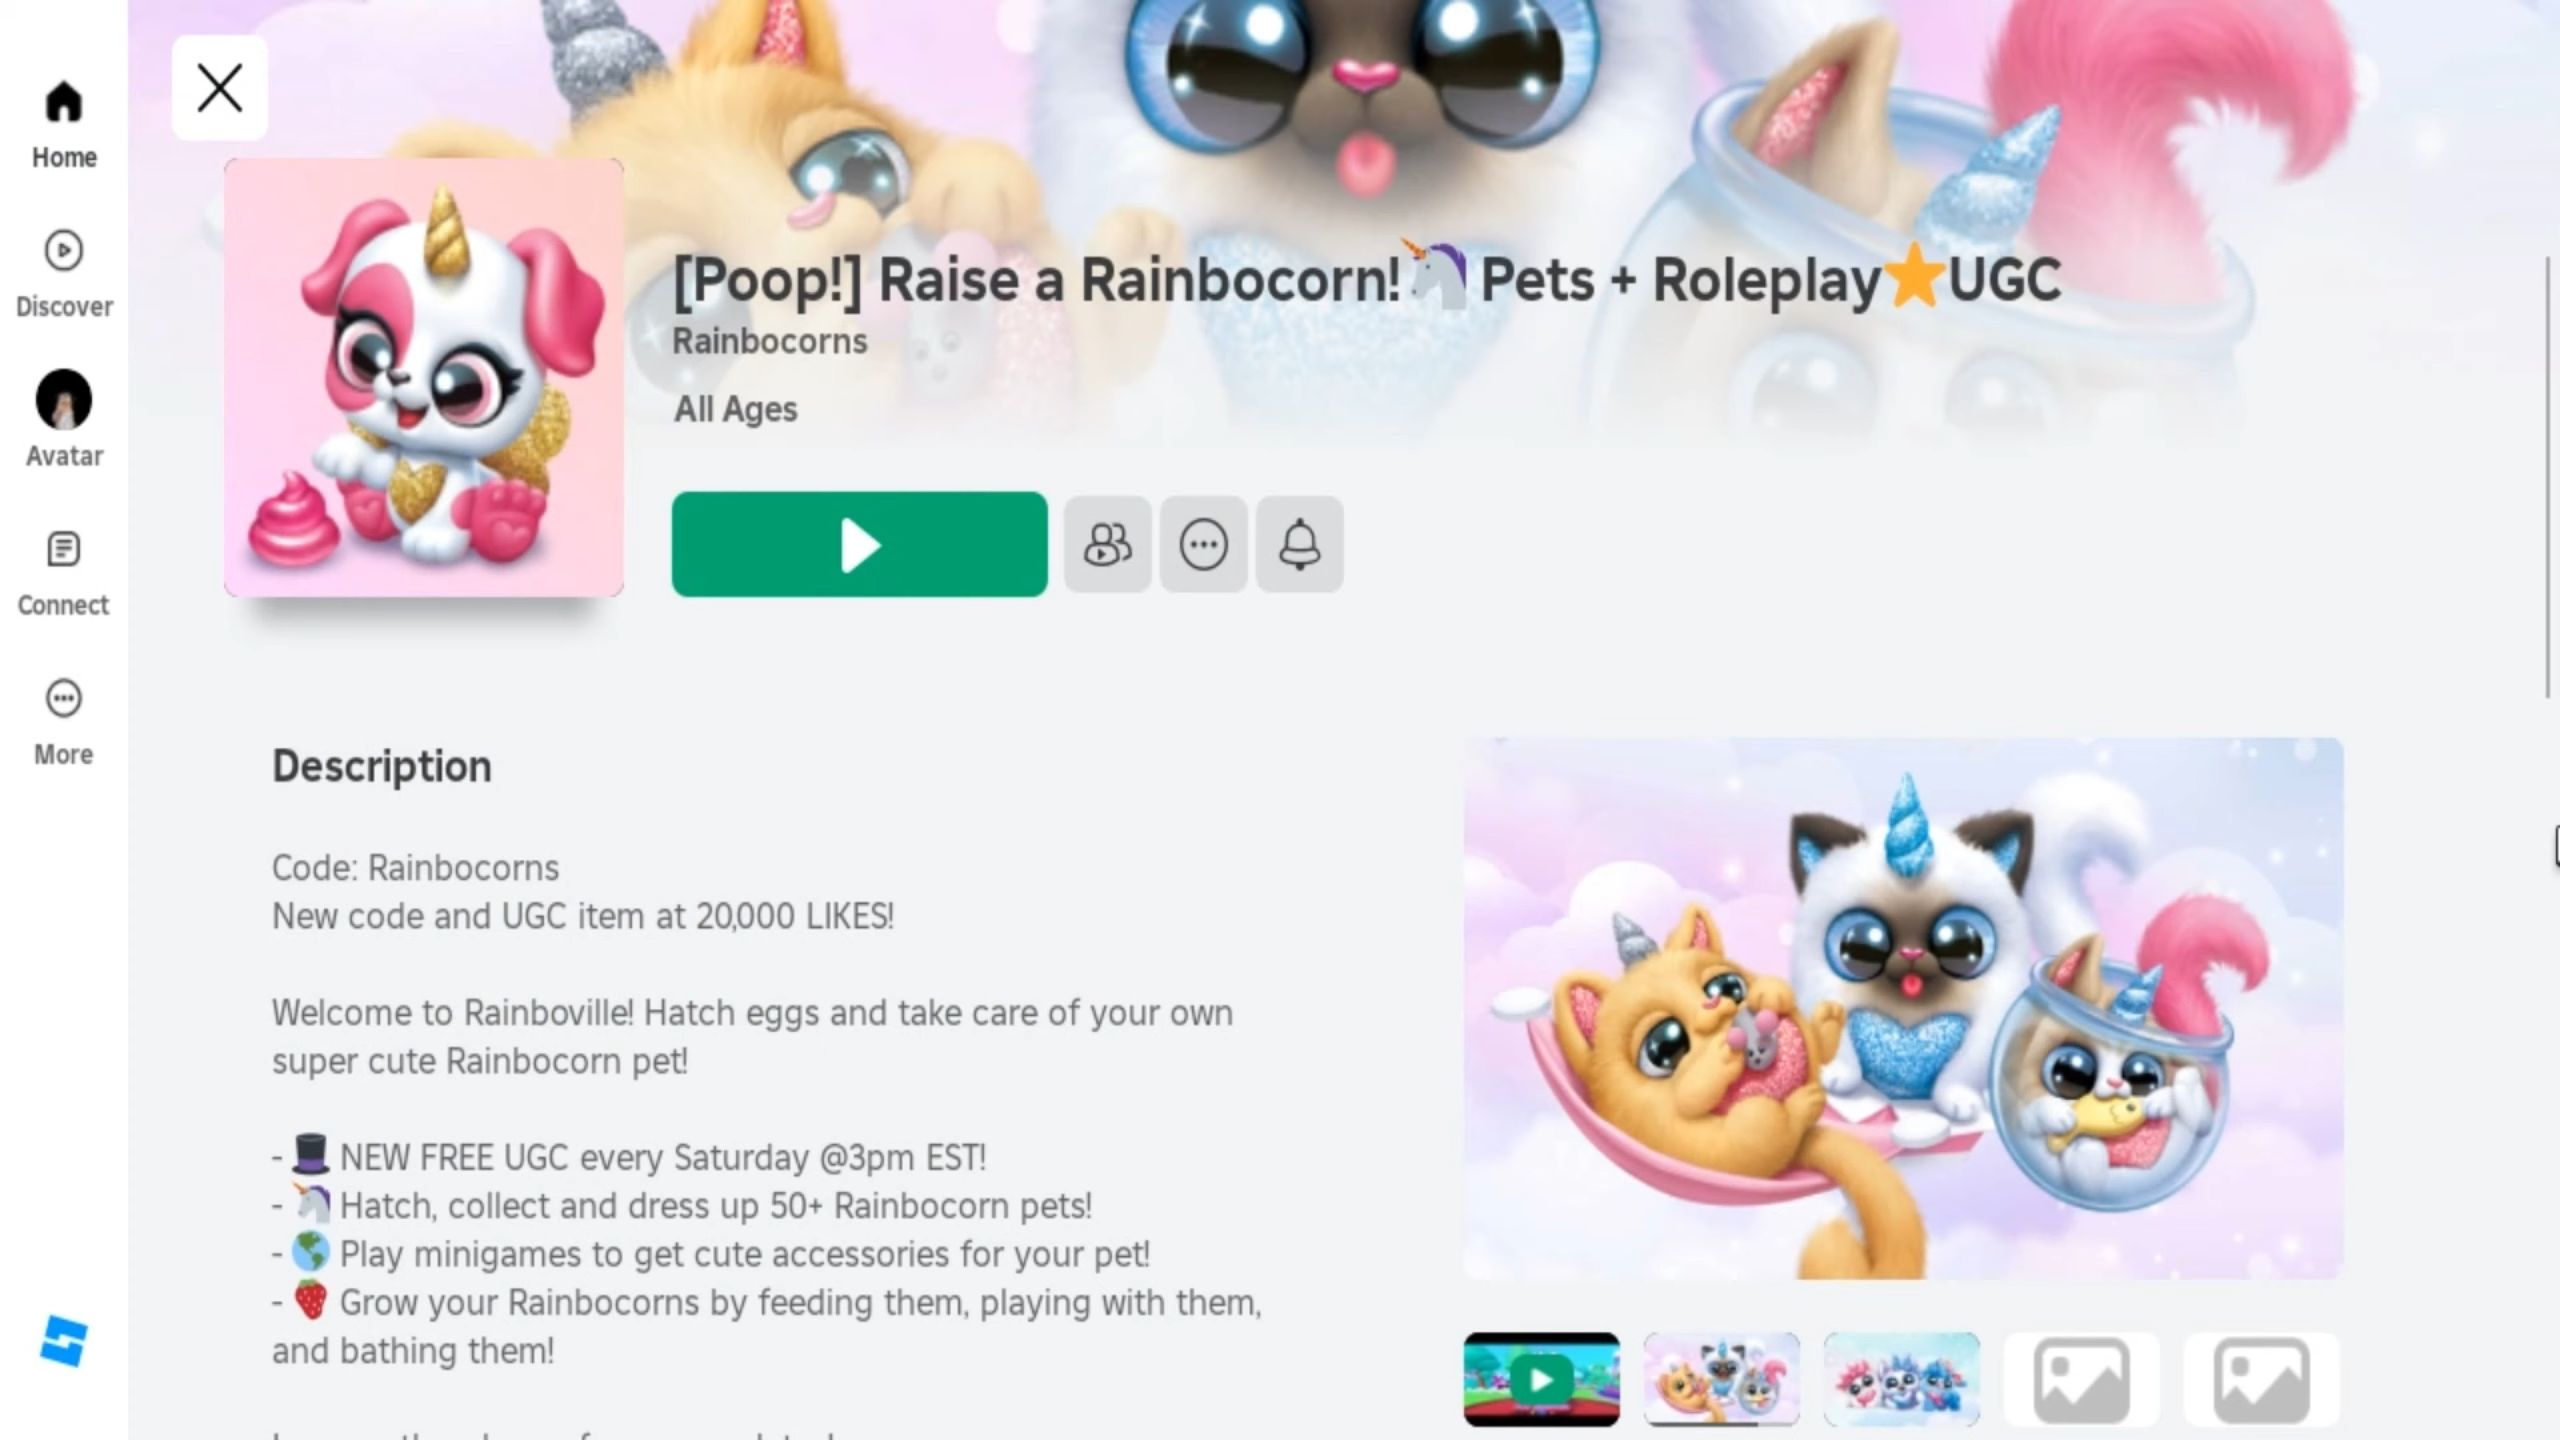 Home
Discover
Avatar
Connect
More
[Poop!] Raise a Rainbocorn!🦄 Pets + Roleplay⭐UGC
Rainbocorns
All Ages
Description
Code: Rainbocorns
New code and UGC item at 20,000 LIKES!
Welcome to Rainboville! Hatch eggs and take care of your own
super cute Rainbocorn pet!
- 🎩 NEW FREE UGC every Saturday @3pm EST!
- 🦄 Hatch, collect and dress up 50+ Rainbocorn pets!
- 🌎 Play minigames to get cute accessories for your pet!
- 🍓 Grow your Rainbocorns by feeding them, playing with them,
and bathing them!